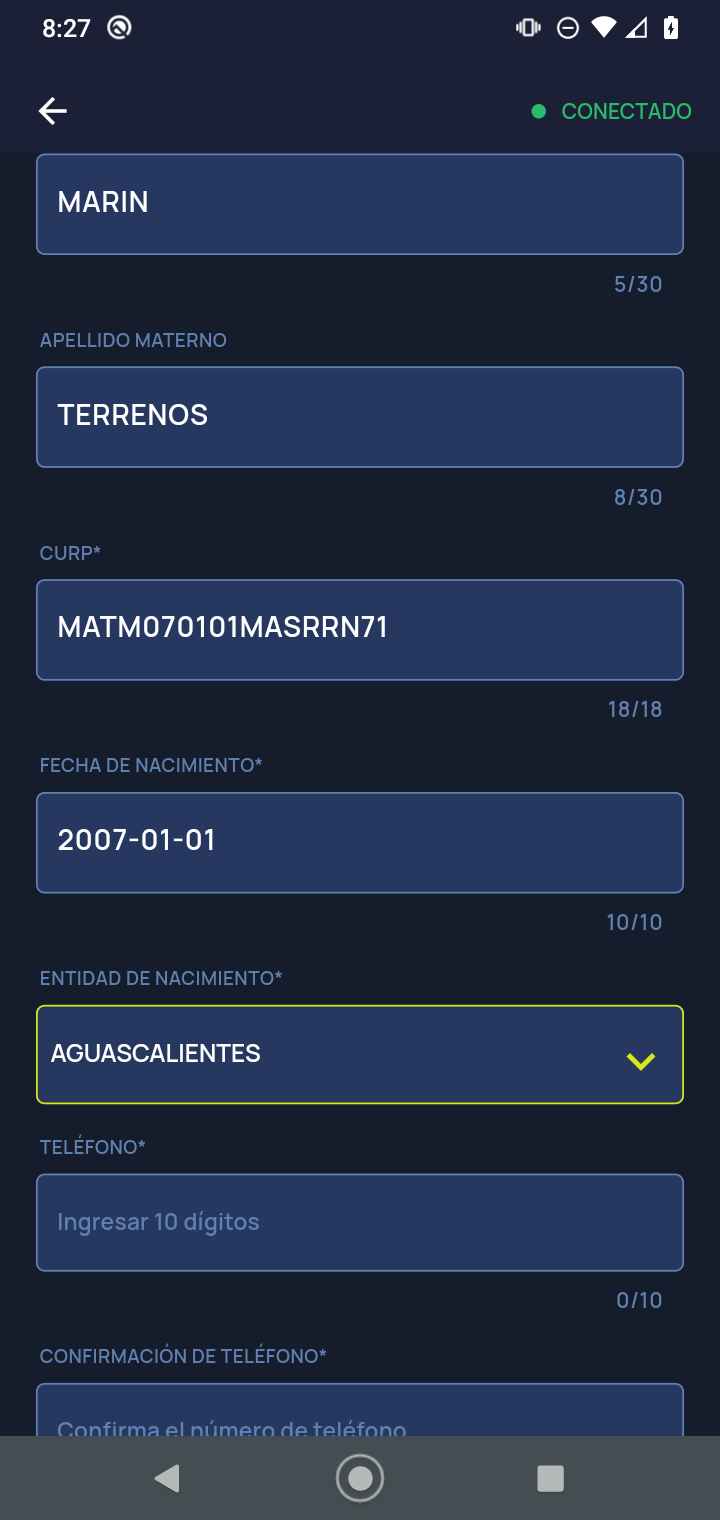 8:27
CONECTADO
MARIN
5/30
APELLIDO MATERNO
TERRENOS
8/30
CURP*
MATM070101MASRRN71
18/18
FECHA DE NACIMIENTO*
2007-01-01
10/10
ENTIDAD DE NACIMIENTO*
AGUASCALIENTES
TELÉFONO*
Ingresar 10 dígitos
0/10
CONFIRMACIÓN DE TELÉFONO*
Confirma el número de teléfono